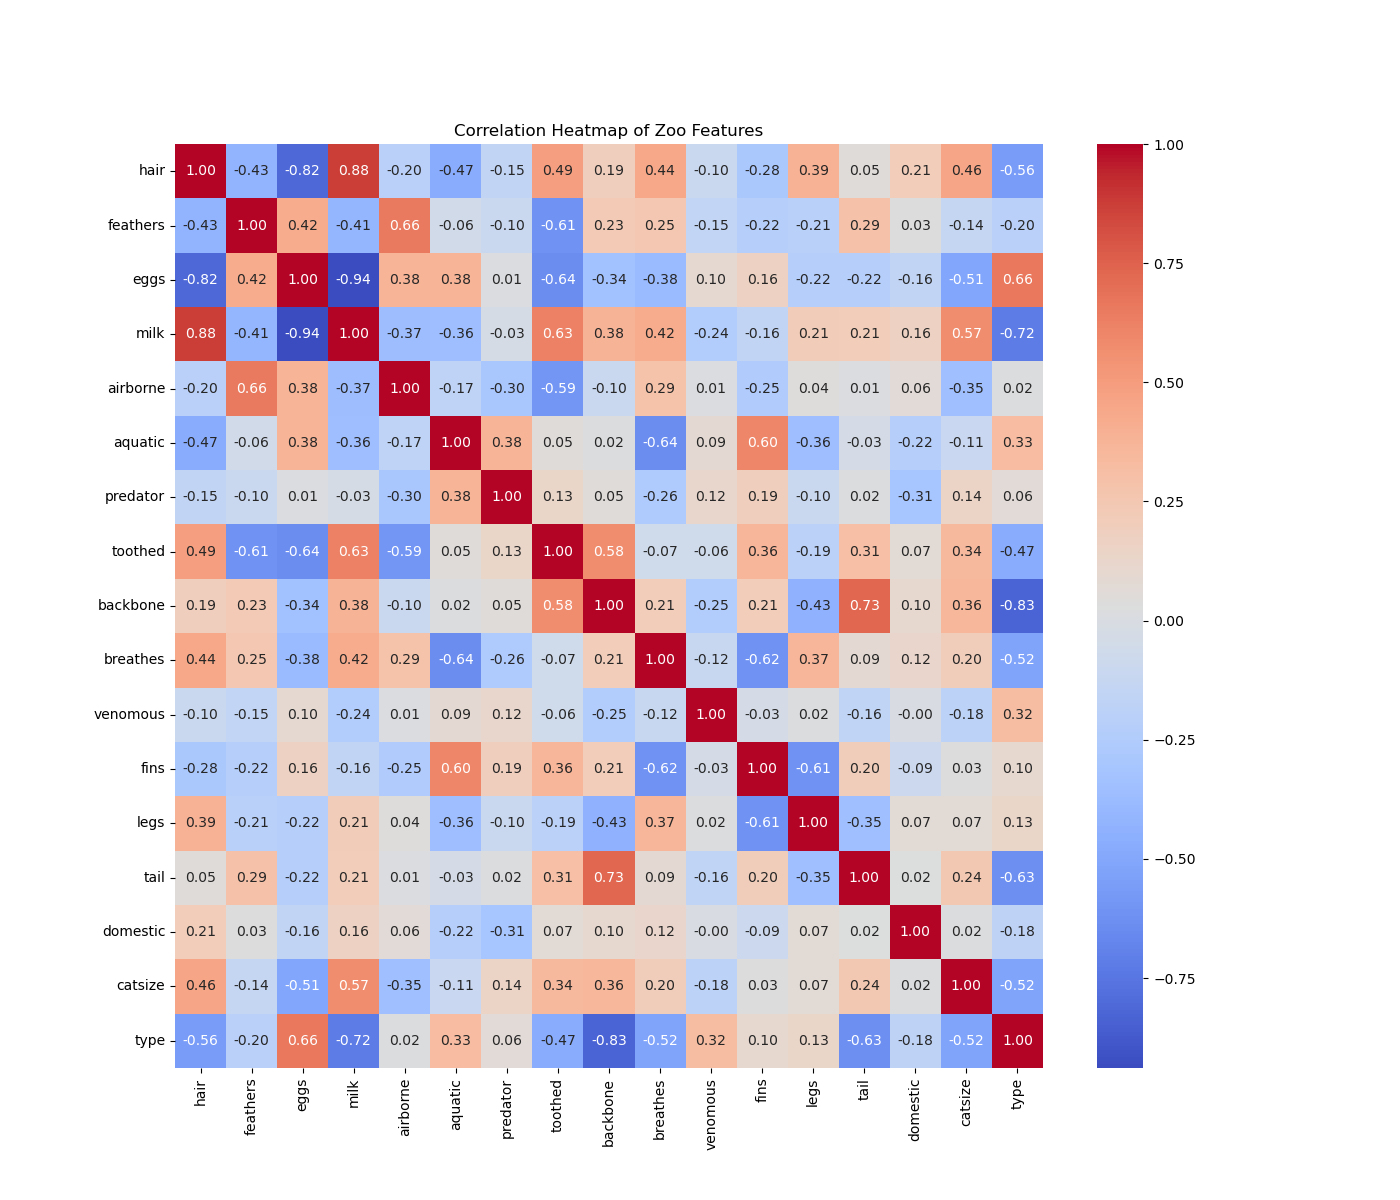 Correlation Heatmap of Zoo Features
hair 1.00 -0.43 -0.82 0.88 -0.20 -0.47 -0.15 0.49 0.19 0.44 -0.10 -0.28 0.39 0.05 0.21 0.46 -0.56
feathers -0.43 1.00 0.42 -0.41 0.66 -0.06 -0.10 -0.61 0.23 0.25 -0.15 -0.22 -0.21 0.29 0.03 -0.14 -0.20
eggs -0.82 0.42 1.00 -0.94 0.38 0.38 0.01 -0.64 -0.34 -0.38 0.10 0.16 -0.22 -0.22 -0.16 -0.51 0.66
milk 0.88 -0.41 -0.94 1.00 -0.37 -0.36 -0.03 0.63 0.38 0.42 -0.24 -0.16 0.21 0.21 0.16 0.57 -0.72
airborne -0.20 0.66 0.38 -0.37 1.00 -0.17 -0.30 -0.59 -0.10 0.29 0.01 -0.25 0.04 0.01 0.06 -0.35 0.02
aquatic -0.47 -0.06 0.38 -0.36 -0.17 1.00 0.38 0.05 0.02 -0.64 0.09 0.60 -0.36 -0.03 -0.22 -0.11 0.33
predator -0.15 -0.10 0.01 -0.03 -0.30 0.38 1.00 0.13 0.05 -0.26 0.12 0.19 -0.10 0.02 -0.31 0.14 0.06
toothed 0.49 -0.61 -0.64 0.63 -0.59 0.05 0.13 1.00 0.58 -0.07 -0.06 0.36 -0.19 0.31 0.07 0.34 -0.47
backbone 0.19 0.23 -0.34 0.38 -0.10 0.02 0.05 0.58 1.00 0.21 -0.25 0.21 -0.43 0.73 0.10 0.36 -0.83
breathes 0.44 0.25 -0.38 0.42 0.29 -0.64 -0.26 -0.07 0.21 1.00 -0.12 -0.62 0.37 0.09 0.12 0.20 -0.52
venomous -0.10 -0.15 0.10 -0.24 0.01 0.09 0.12 -0.06 -0.25 -0.12 1.00 -0.03 0.02 -0.16 -0.00 -0.18 0.32
fins -0.28 -0.22 0.16 -0.16 -0.25 0.60 0.19 0.36 0.21 -0.62 -0.03 1.00 -0.61 0.20 -0.09 0.03 0.10
legs 0.39 -0.21 -0.22 0.21 0.04 -0.36 -0.10 -0.19 -0.43 0.37 0.02 -0.61 1.00 -0.35 0.07 0.07 0.13
tail 0.05 0.29 -0.22 0.21 0.01 -0.03 0.02 0.31 0.73 0.09 -0.16 0.20 -0.35 1.00 0.02 0.24 -0.63
domestic 0.21 0.03 -0.16 0.16 0.06 -0.22 -0.31 0.07 0.10 0.12 -0.00 -0.09 0.07 0.02 1.00 0.02 -0.18
catsize 0.46 -0.14 -0.51 0.57 -0.35 -0.11 0.14 0.34 0.36 0.20 -0.18 0.03 0.07 0.24 0.02 1.00 -0.52
type -0.56 -0.20 0.66 -0.72 0.02 0.33 0.06 -0.47 -0.83 -0.52 0.32 0.10 0.13 -0.63 -0.18 -0.52 1.00
hair feathers eggs milk airborne aquatic predator toothed backbone breathes venomous fins legs tail domestic catsize type
1.00
0.75
0.50
0.25
0.00
−0.25
−0.50
−0.75